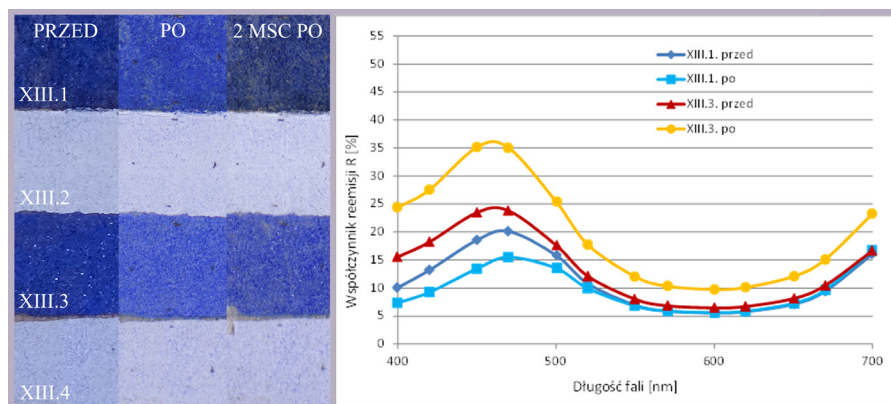 PRZED PO 2 MSC PO
XIII.1
XIII.2
XIII.3
XIII.4
Współczynnik reemisji R [%]
55
50
45
40
35
30
25
20
15
10
5
0
400 500 600 700
Długość fali [nm]
XIII.1. przed
XIII.1. po
XIII.3. przed
XIII.3. po